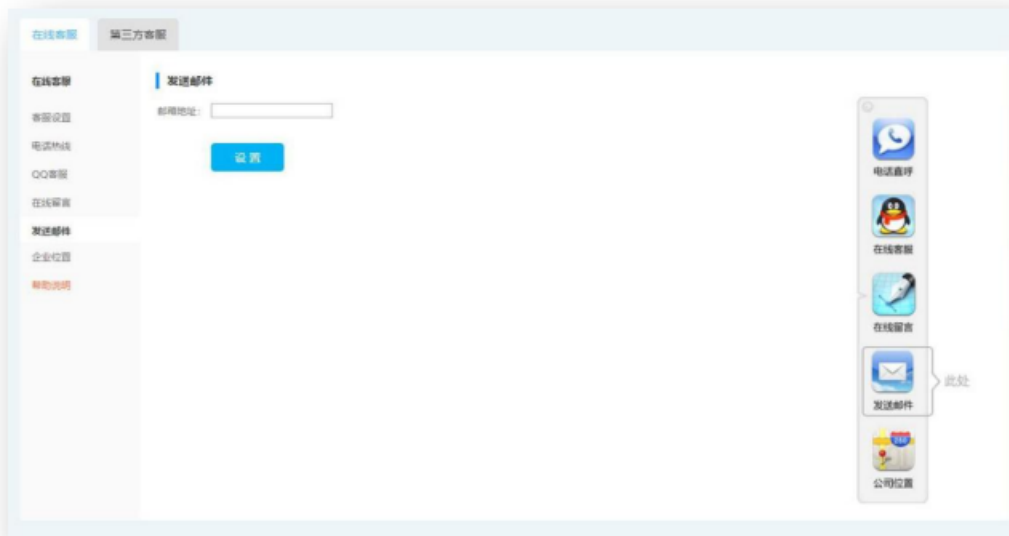 在线客服
第三方客服
在线客服
客服设置
电话热线
QQ客服
在线留言
发送邮件
企业位置
帮助说明
发送邮件
邮箱地址：
设 置
电话直呼
在线客服
在线留言
发送邮件
此处
280
公司位置